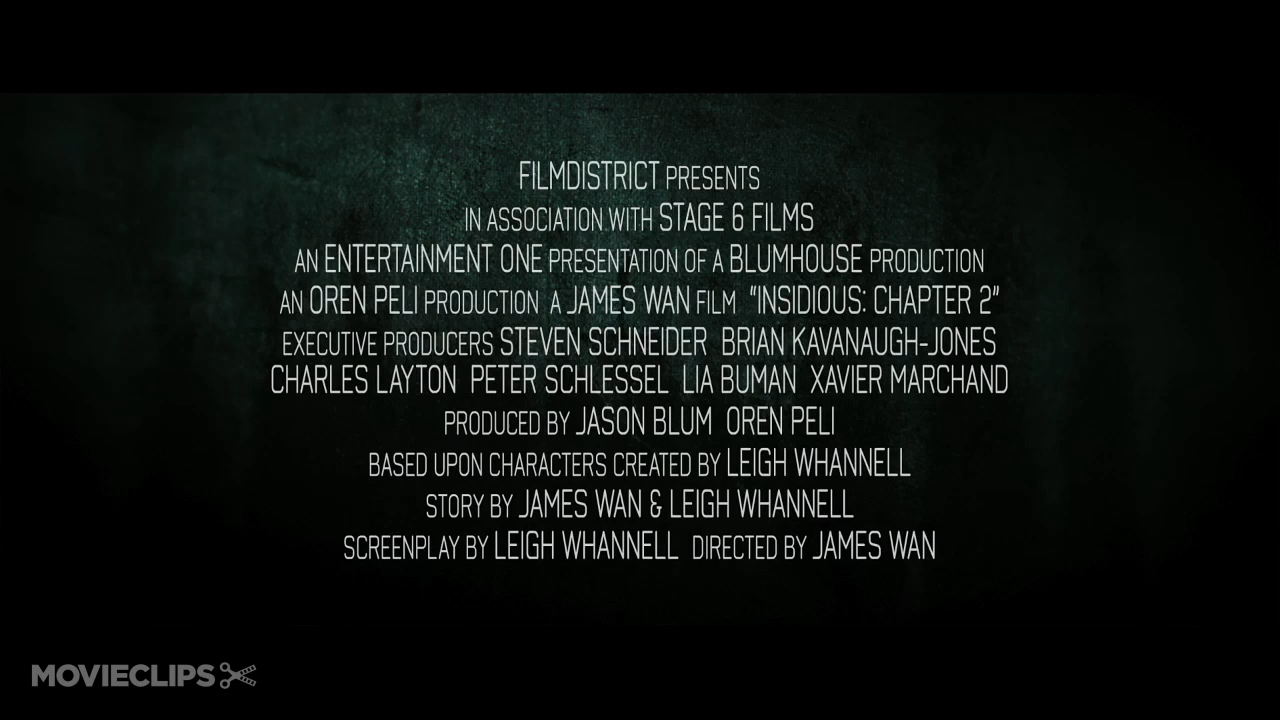 FILMDISTRICT PRESENTS
IN ASSOCIATION WITH STAGE 6 FILMS
AN ENTERTAINMENT ONE PRESENTATION OF A BLUMHOUSE PRODUCTION
AN OREN PELI PRODUCTION A JAMES WAN FILM "INSIDIOUS: CHAPTER 2"
EXECUTIVE PRODUCERS STEVEN SCHNEIDER BRIAN KAVANAUGH-JONES
CHARLES LAYTON PETER SCHLESSEL LIA BUMAN XAVIER MARCHAND
PRODUCED BY JASON BLUM OREN PELI
BASED UPON CHARACTERS CREATED BY LEIGH WHANNELL
STORY BY JAMES WAN & LEIGH WHANNELL
SCREENPLAY BY LEIGH WHANNELL DIRECTED BY JAMES WAN
MOVIECLIPS